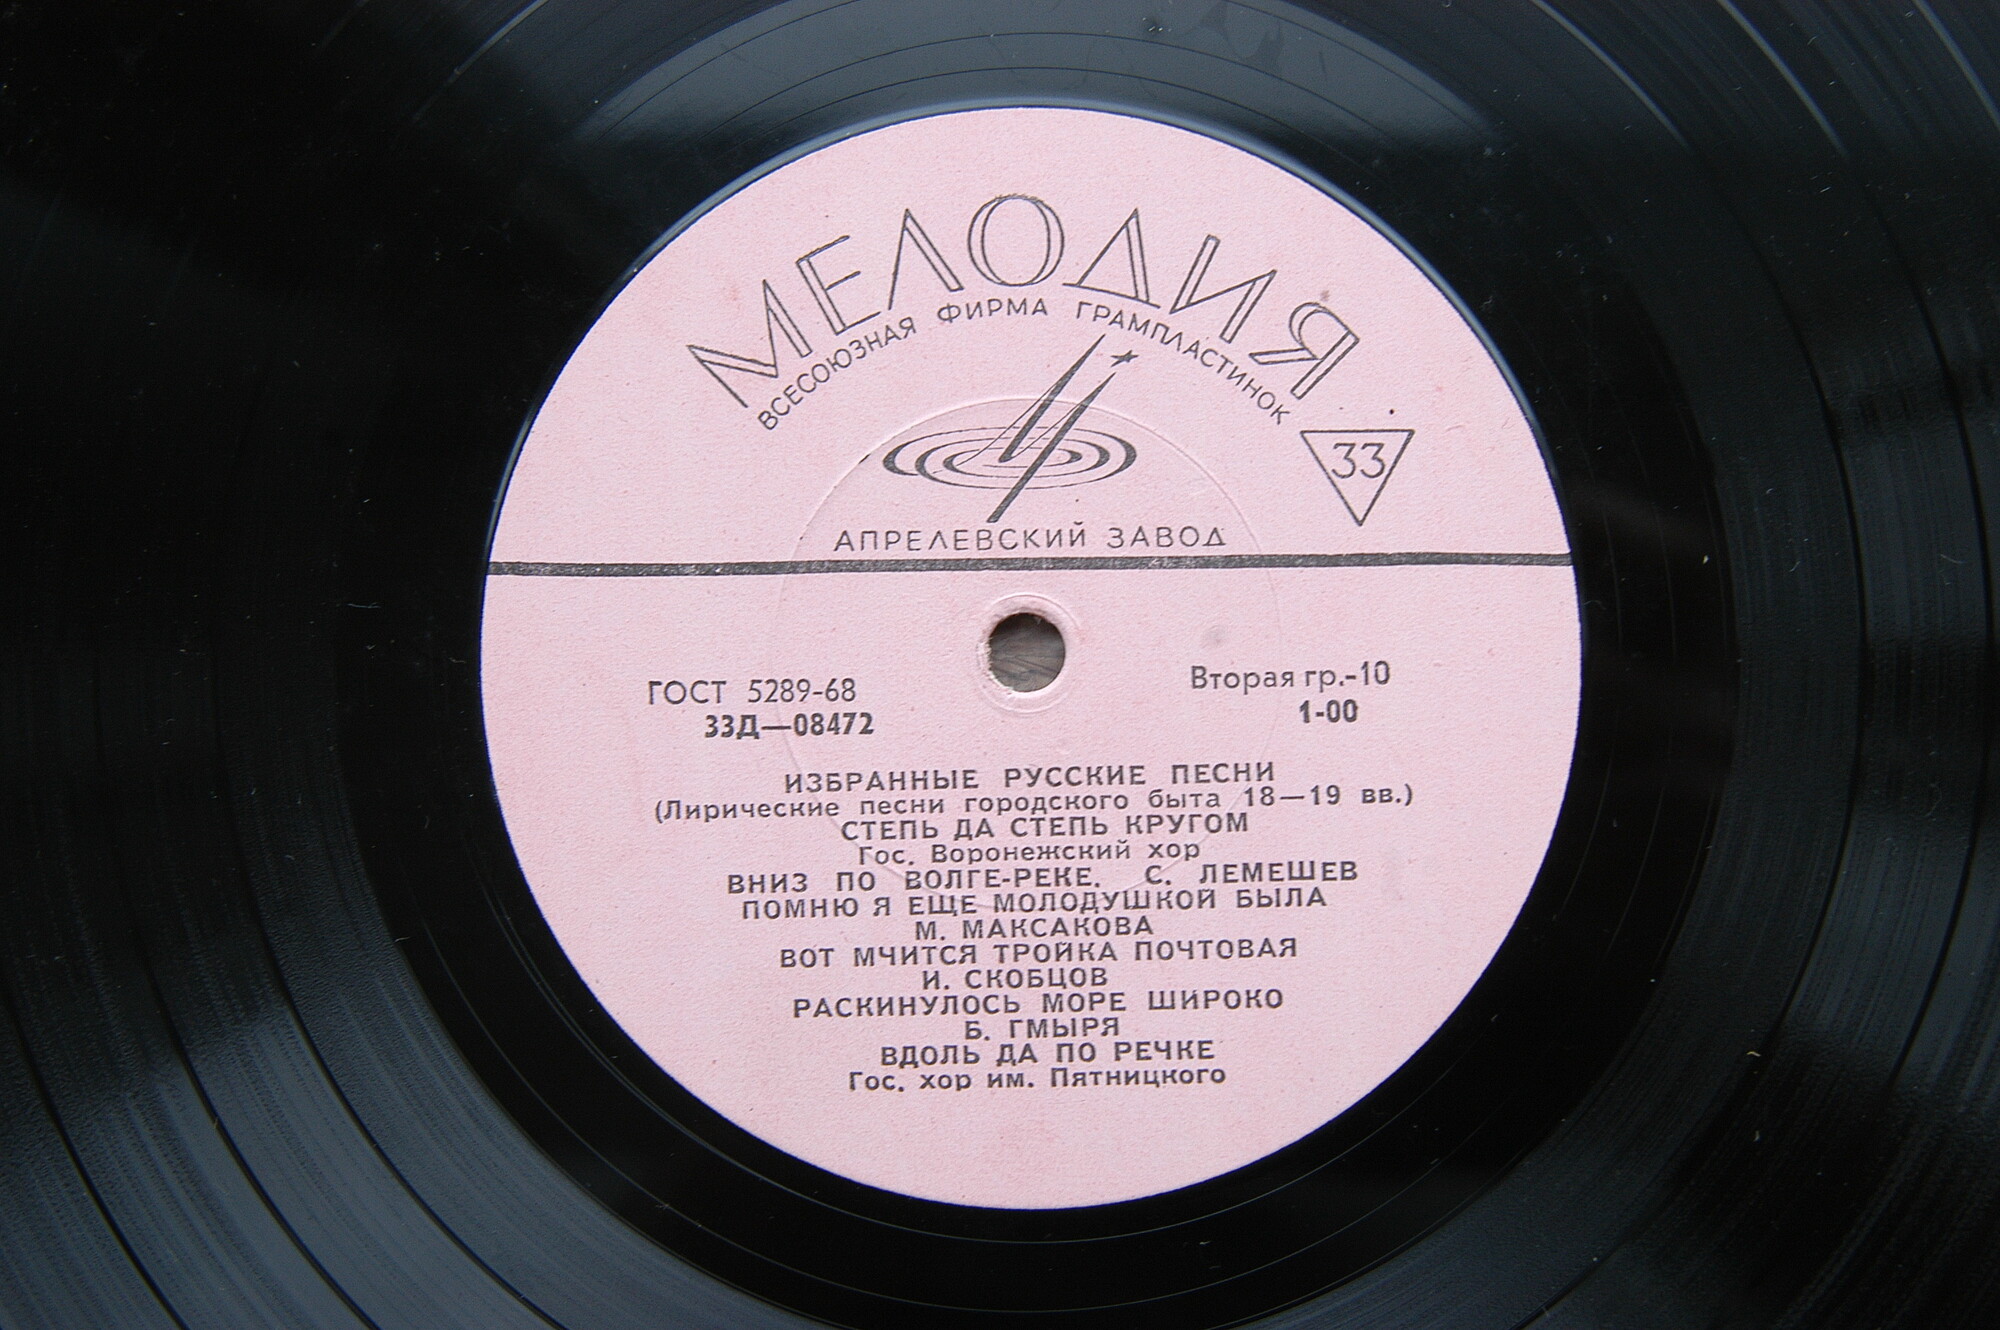 МЕЛОДИЯ
ВСЕСОЮЗНАЯ ФИРМА ГРАМПЛАСТИНОК
33
АПРЕЛЕВСКИЙ ЗАВОД
ГОСТ 5289-68
33Д—08472
Вторая гр.-10
1-00
ИЗБРАННЫЕ РУССКИЕ ПЕСНИ
(Лирические песни городского быта 18—19 вв.)
СТЕПЬ ДА СТЕПЬ КРУГОМ
Гос. Воронежский хор
ВНИЗ ПО ВОЛГЕ-РЕКЕ. С. ЛЕМЕШЕВ
ПОМНЮ Я ЕЩЕ МОЛОДУШКОЙ БЫЛА
М. МАКСАКОВА
ВОТ МЧИТСЯ ТРОЙКА ПОЧТОВАЯ
И. СКОБЦОВ
РАСКИНУЛОСЬ МОРЕ ШИРОКО
Б. ГМЫРЯ
ВДОЛЬ ДА ПО РЕЧКЕ
Гос. хор им. Пятницкого